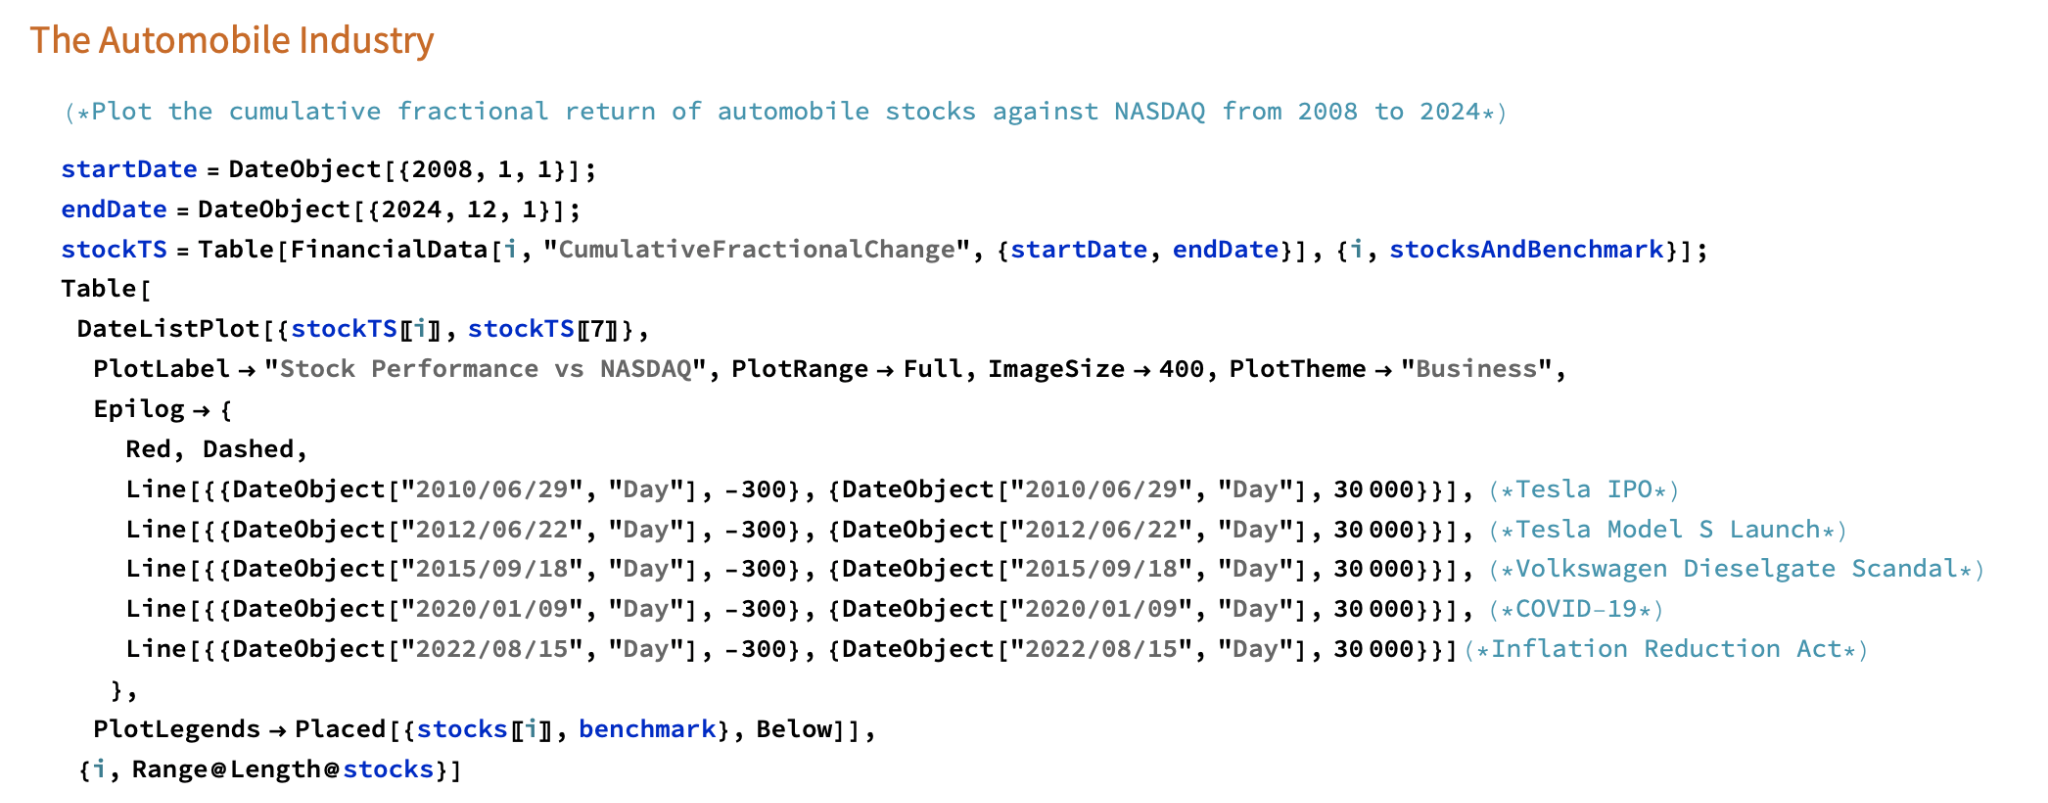 The Automobile Industry
(*Plot the cumulative fractional return of automobile stocks against NASDAQ from 2008 to 2024*)
startDate = DateObject[{2008, 1, 1}];
endDate = DateObject[{2024, 12, 1}];
stockTS = Table[FinancialData[i, "CumulativeFractionalChange", {startDate, endDate}], {i, stocksAndBenchmark}];
Table[
DateListPlot[{stockTS⟦i⟧, stockTS⟦7⟧},
PlotLabel → "Stock Performance vs NASDAQ", PlotRange → Full, ImageSize → 400, PlotTheme → "Business",
Epilog → {
Red, Dashed,
Line[{{DateObject["2010/06/29", "Day"], -300}, {DateObject["2010/06/29", "Day"], 30 000}}], (*Tesla IPO*)
Line[{{DateObject["2012/06/22", "Day"], -300}, {DateObject["2012/06/22", "Day"], 30 000}}], (*Tesla Model S Launch*)
Line[{{DateObject["2015/09/18", "Day"], -300}, {DateObject["2015/09/18", "Day"], 30 000}}], (*Volkswagen Dieselgate Scandal*)
Line[{{DateObject["2020/01/09", "Day"], -300}, {DateObject["2020/01/09", "Day"], 30 000}}], (*COVID-19*)
Line[{{DateObject["2022/08/15", "Day"], -300}, {DateObject["2022/08/15", "Day"], 30 000}}] (*Inflation Reduction Act*)
},
PlotLegends → Placed[{stocks⟦i⟧, benchmark}, Below]],
{i, Range@Length@stocks}]